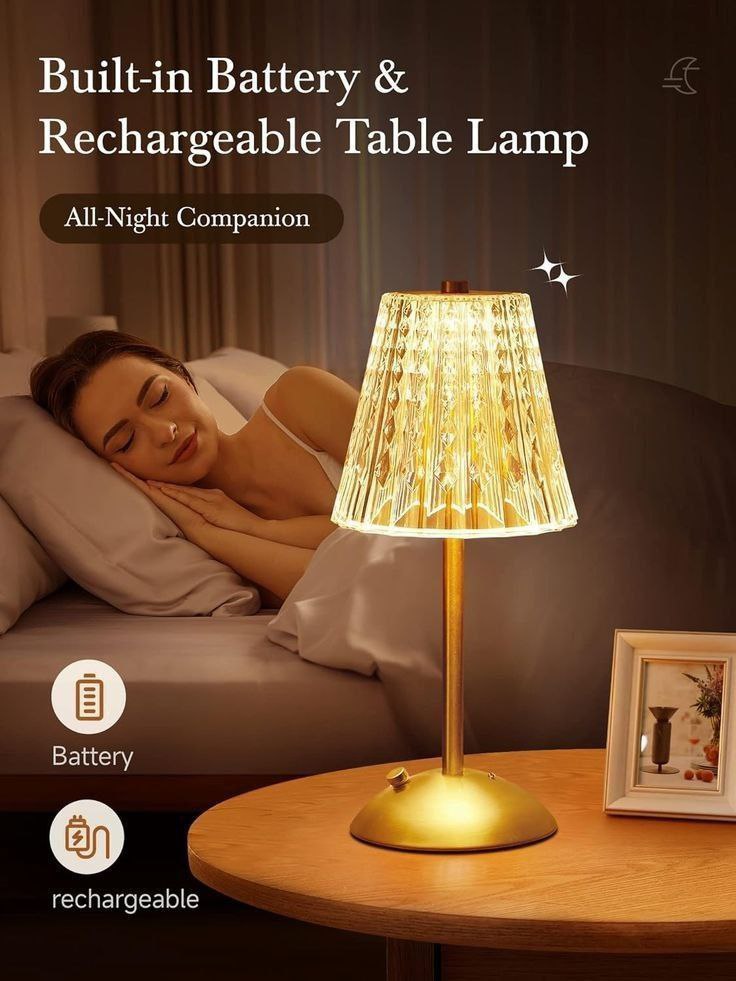 Built-in Battery &
Rechargeable Table Lamp
All-Night Companion
Battery
rechargeable